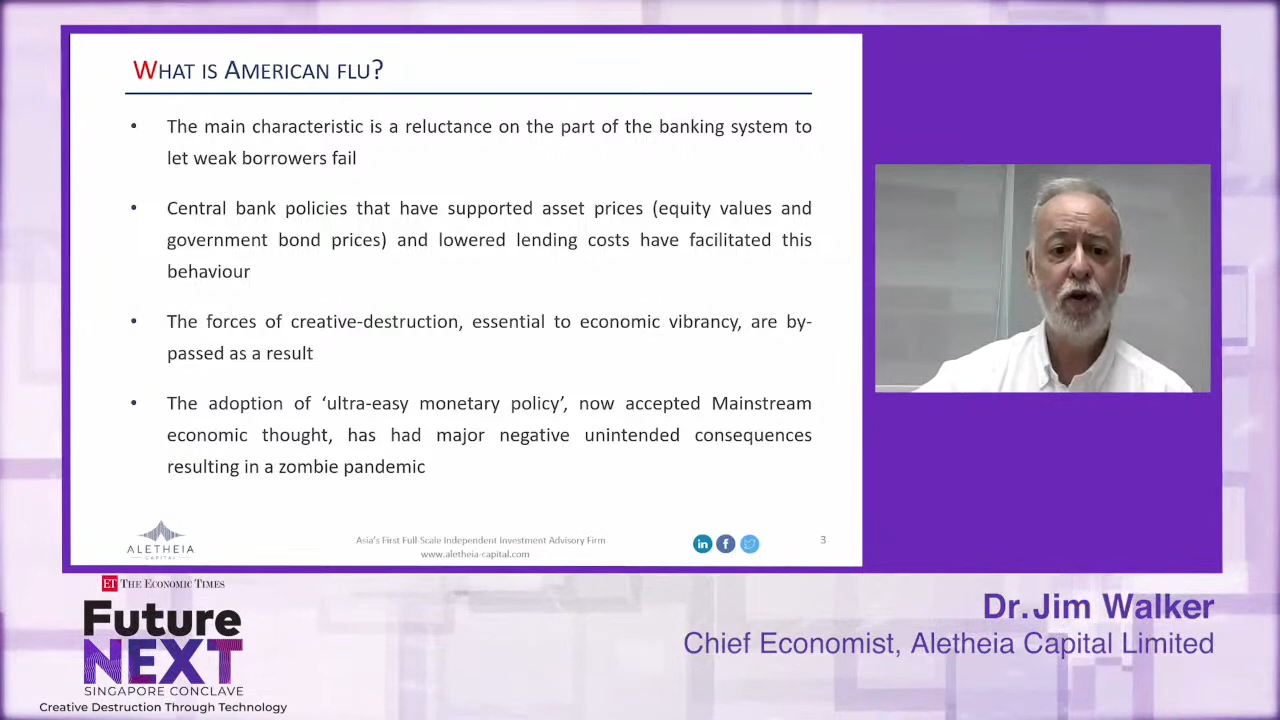 WHAT IS AMERICAN FLU?
• The main characteristic is a reluctance on the part of the banking system to
let weak borrowers fail
• Central bank policies that have supported asset prices (equity values and
government bond prices) and lowered lending costs have facilitated this
behaviour
• The forces of creative-destruction, essential to economic vibrancy, are by-
passed as a result
• The adoption of ‘ultra-easy monetary policy’, now accepted Mainstream
economic thought, has had major negative unintended consequences
resulting in a zombie pandemic
ALETHEIA
CAPITAL
Asia's First Full-Scale Independent Investment Advisory Firm
www.aletheia-capital.com
in f
3
ET THE ECONOMIC TIMES
Future
NEXT
SINGAPORE CONCLAVE
Creative Destruction Through Technology
Dr. Jim Walker
Chief Economist, Aletheia Capital Limited